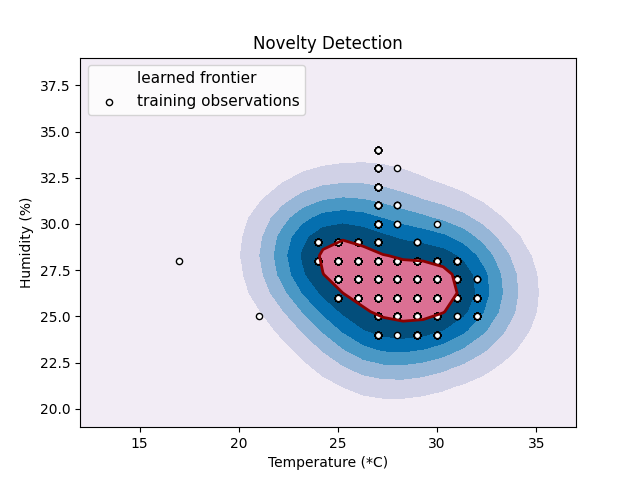 Novelty Detection
learned frontier
training observations
37.5
35.0
32.5
30.0
27.5
25.0
22.5
20.0
Humidity (%)
15
20
25
30
35
Temperature (*C)